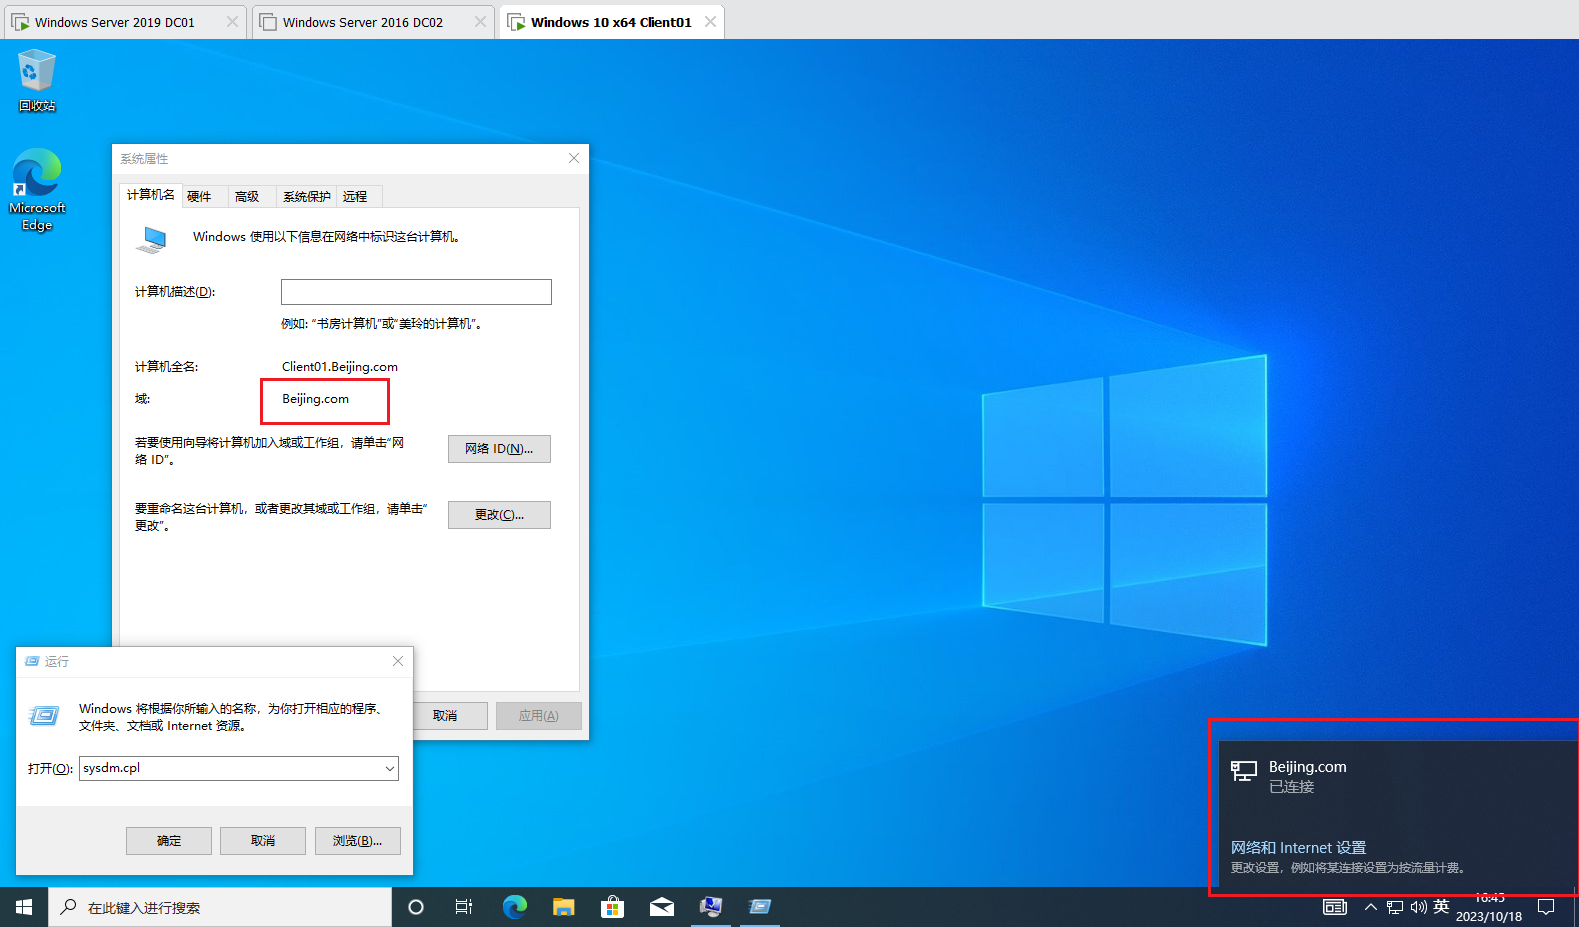 Windows Server 2019 DC01
Windows Server 2016 DC02
Windows 10 x64 Client01
回收站
Microsoft
Edge
系统属性
计算机名
硬件
高级
系统保护
远程
Windows 使用以下信息在网络中标识这台计算机。
计算机描述(D):
例如: “书房计算机”或“美玲的计算机”。
计算机全名:
Client01.Beijing.com
域:
Beijing.com
若要使用向导将计算机加入域或工作组，请单击“网
络 ID”。
网络 ID(N)...
要重命名这台计算机，或者更改其域或工作组，请单击“
更改”。
更改(C)...
取消
应用(A)
运行
Windows 将根据你所输入的名称，为你打开相应的程序、
文件夹、文档或 Internet 资源。
打开(O):
sysdm.cpl
确定
取消
浏览(B)...
Beijing.com
已连接
网络和 Internet 设置
更改设置，例如将某连接设置为按流量计费。
在此键入进行搜索
英
16:45
2023/10/18